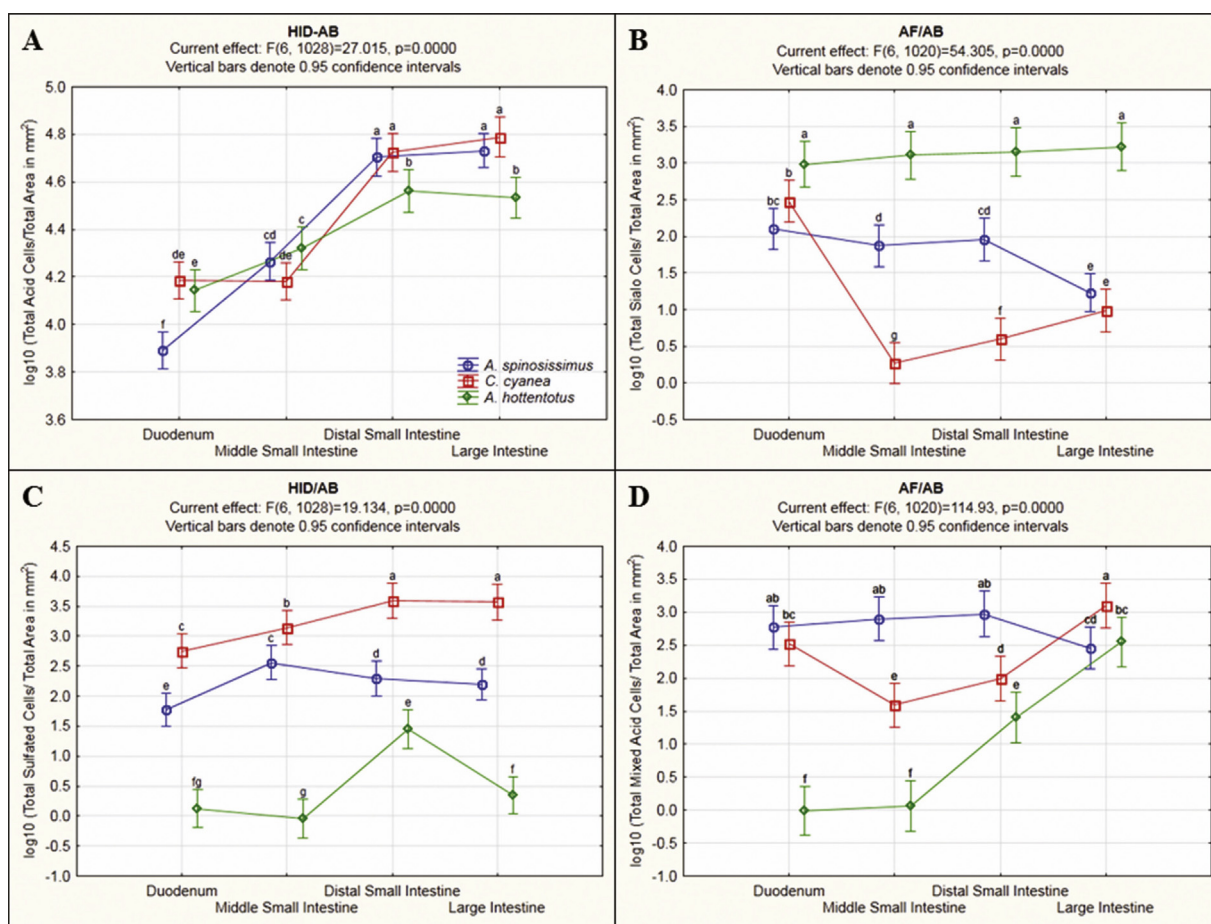 A
HID-AB
Current effect: F(6, 1028)=27.015, p=0.0000
Vertical bars denote 0.95 confidence intervals
log10 (Total Acid Cells/Total Area in mm²)
5.0
4.8
4.6
4.4
4.2
4.0
3.8
3.6
f
de
e
cd
de
c
a
a
b
a
a
b
A. spinosissimus
C. cyanea
A. hottentotus
Duodenum
Distal Small Intestine
Middle Small Intestine
Large Intestine
B
AF/AB
Current effect: F(6, 1020)=54.305, p=0.0000
Vertical bars denote 0.95 confidence intervals
log10 (Total Sialo Cells/ Total Area in mm²)
4.0
3.5
3.0
2.5
2.0
1.5
1.0
0.5
0.0
-0.5
bc
b
a
d
g
a
cd
f
a
e
e
a
Duodenum
Distal Small Intestine
Middle Small Intestine
Large Intestine
C
HID/AB
Current effect: F(6, 1028)=19.134, p=0.0000
Vertical bars denote 0.95 confidence intervals
log10 (Total Sulfated Cells/ Total Area in mm²)
4.5
4.0
3.5
3.0
2.5
2.0
1.5
1.0
0.5
0.0
-0.5
-1.0
e
c
fg
c
b
g
d
a
e
d
a
f
Duodenum
Distal Small Intestine
Middle Small Intestine
Large Intestine
D
AF/AB
Current effect: F(6, 1020)=114.93, p=0.0000
Vertical bars denote 0.95 confidence intervals
log10 (Total Mixed Acid Cells/ Total Area in mm²)
4.0
3.5
3.0
2.5
2.0
1.5
1.0
0.5
0.0
-0.5
-1.0
ab
bc
f
ab
e
f
ab
d
e
cd
a
bc
Duodenum
Distal Small Intestine
Middle Small Intestine
Large Intestine